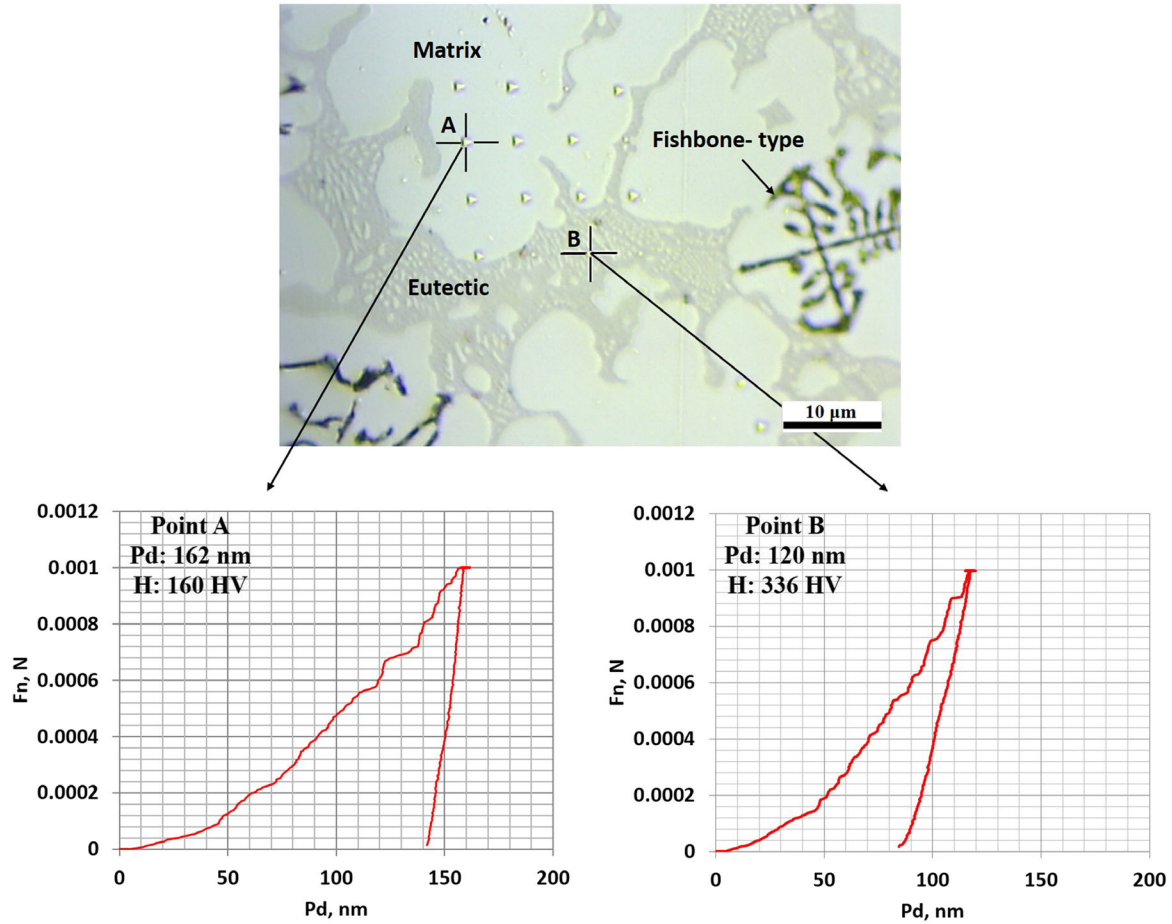 Matrix
A
Fishbone- type
B
Eutectic
10 µm
Point A
Pd: 162 nm
H: 160 HV
0.0012
0.001
0.0008
0.0006
0.0004
0.0002
0
Fn, N
0
50
100
150
200
Pd, nm
Point B
Pd: 120 nm
H: 336 HV
0.0012
0.001
0.0008
0.0006
0.0004
0.0002
0
Fn, N
0
50
100
150
200
Pd, nm